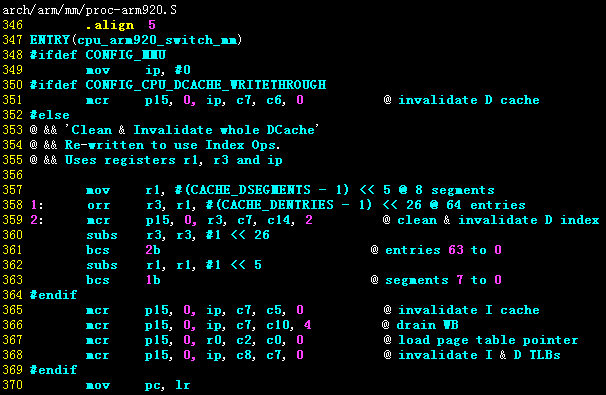 arch/arm/mm/proc-arm920.S
346 .align 5
347 ENTRY(cpu_arm920_switch_mm)
348 #ifdef CONFIG_MMU
349 mov ip, #0
350 #ifdef CONFIG_CPU_DCACHE_WRITETHROUGH
351 mcr p15, 0, ip, c7, c6, 0 @ invalidate D cache
352 #else
353 @ && 'Clean & Invalidate whole DCache'
354 @ && Re-written to use Index Ops.
355 @ && Uses registers r1, r3 and ip
356
357 mov r1, #(CACHE_DSEGMENTS - 1) << 5 @ 8 segments
358 1: orr r3, r1, #(CACHE_DENTRIES - 1) << 26 @ 64 entries
359 2: mcr p15, 0, r3, c7, c14, 2 @ clean & invalidate D index
360 subs r3, r3, #1 << 26
361 bcs 2b @ entries 63 to 0
362 subs r1, r1, #1 << 5
363 bcs 1b @ segments 7 to 0
364 #endif
365 mcr p15, 0, ip, c7, c5, 0 @ invalidate I cache
366 mcr p15, 0, ip, c7, c10, 4 @ drain WB
367 mcr p15, 0, r0, c2, c0, 0 @ load page table pointer
368 mcr p15, 0, ip, c8, c7, 0 @ invalidate I & D TLBs
369 #endif
370 mov pc, lr